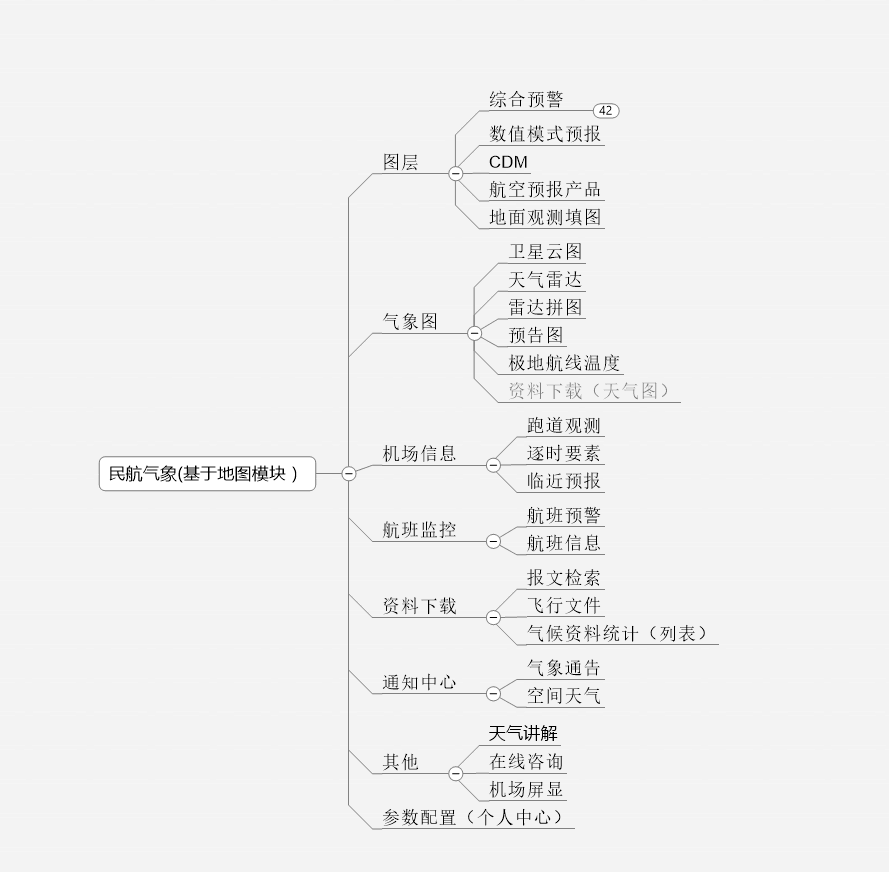 综合预警
42
数值模式预报
图层
CDM
航空预报产品
地面观测填图
卫星云图
天气雷达
雷达拼图
气象图
预告图
极地航线温度
资料下载（天气图）
跑道观测
机场信息
逐时要素
民航气象(基于地图模块 )
临近预报
航班预警
航班监控
航班信息
报文检索
资料下载
飞行文件
气候资料统计（列表）
气象通告
通知中心
空间天气
天气讲解
其他
在线咨询
机场屏显
参数配置（个人中心）